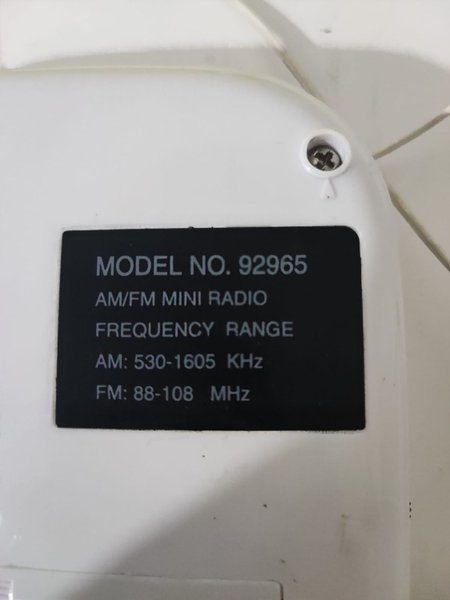 MODEL NO. 92965
AM/FM MINI RADIO
FREQUENCY RANGE
AM: 530-1605 KHz
FM: 88-108 MHz